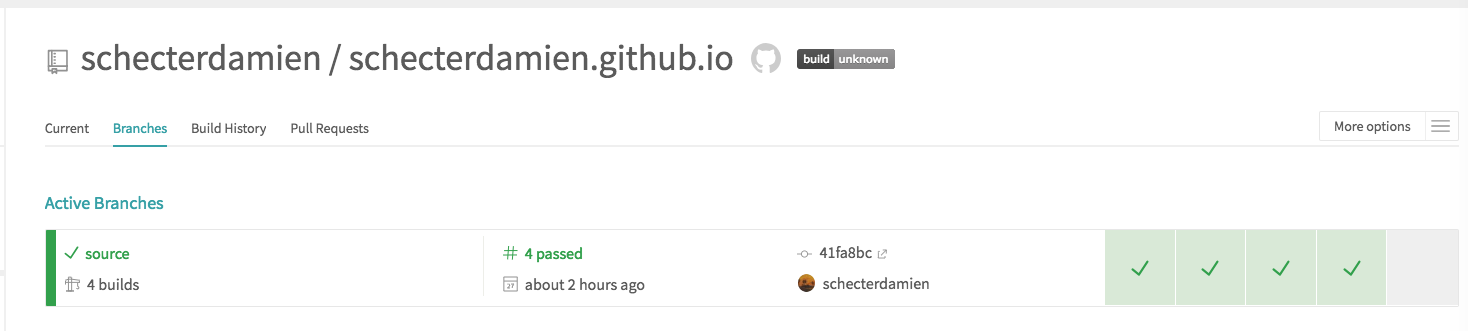 schecterdamien / schecterdamien.github.io build unknown
Current Branches Build History Pull Requests More options
Active Branches
source 4 passed 41fa8bc
4 builds 27 about 2 hours ago schecterdamien